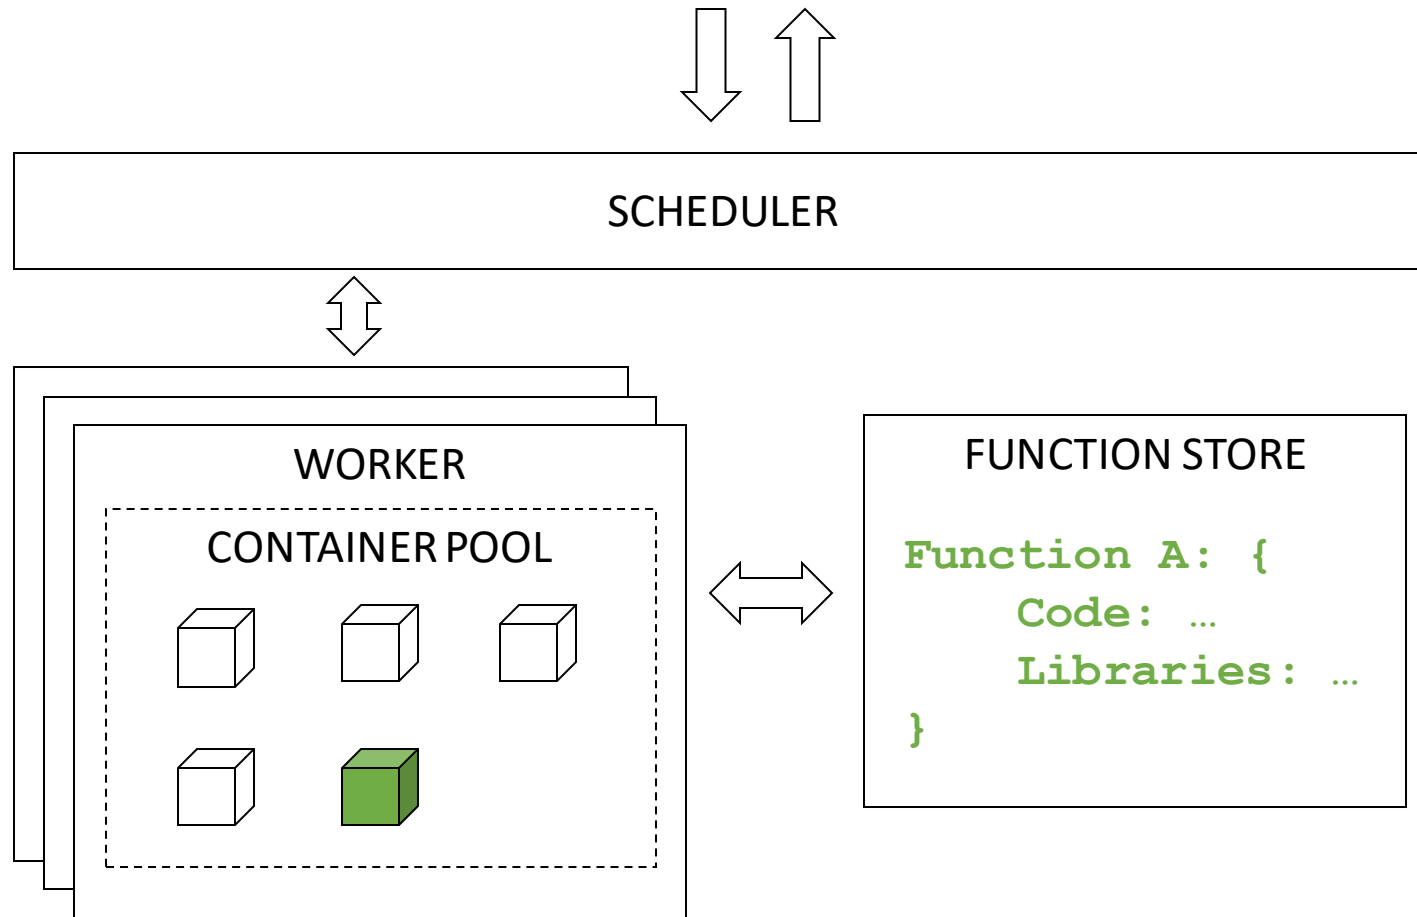 SCHEDULER
WORKER
CONTAINER POOL
FUNCTION STORE
Function A: {
Code: …
Libraries: …
}